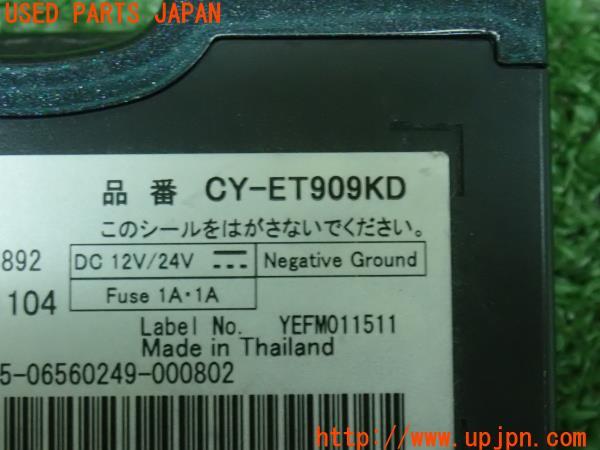 USED PARTS JAPAN
品 番 CY-ET909KD
このシールをはがさないでください。
892 DC 12V/24V Negative Ground
104 Fuse 1A・1A
Label No. YEFM011511
Made in Thailand
5-06560249-000802
http://www.upjpn.com/